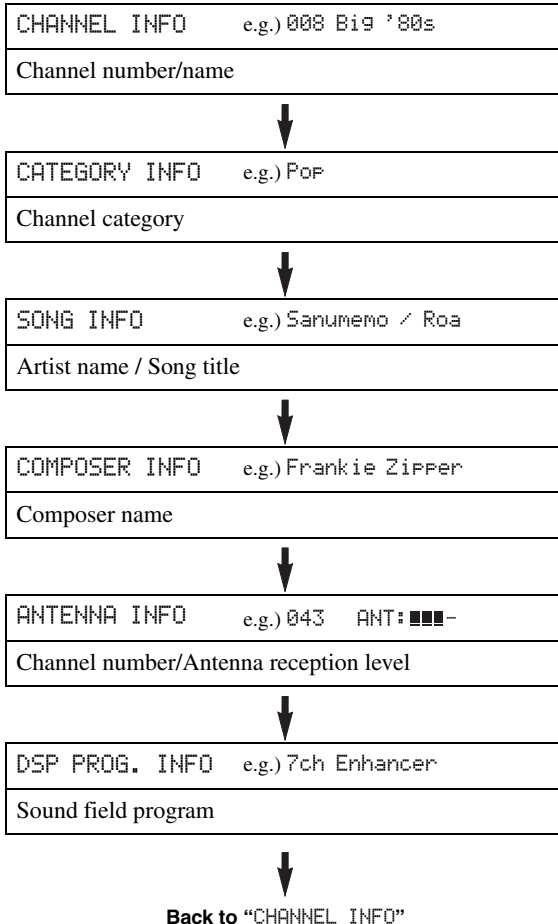 CHANNEL INFO e.g.) 008 Big '80s
Channel number/name
CATEGORY INFO e.g.) Pop
Channel category
SONG INFO e.g.) Sanumemo / Roa
Artist name / Song title
COMPOSER INFO e.g.) Frankie Zipper
Composer name
ANTENNA INFO e.g.) 043 ANT:■■■-
Channel number/Antenna reception level
DSP PROG. INFO e.g.) 7ch Enhancer
Sound field program
Back to "CHANNEL INFO"